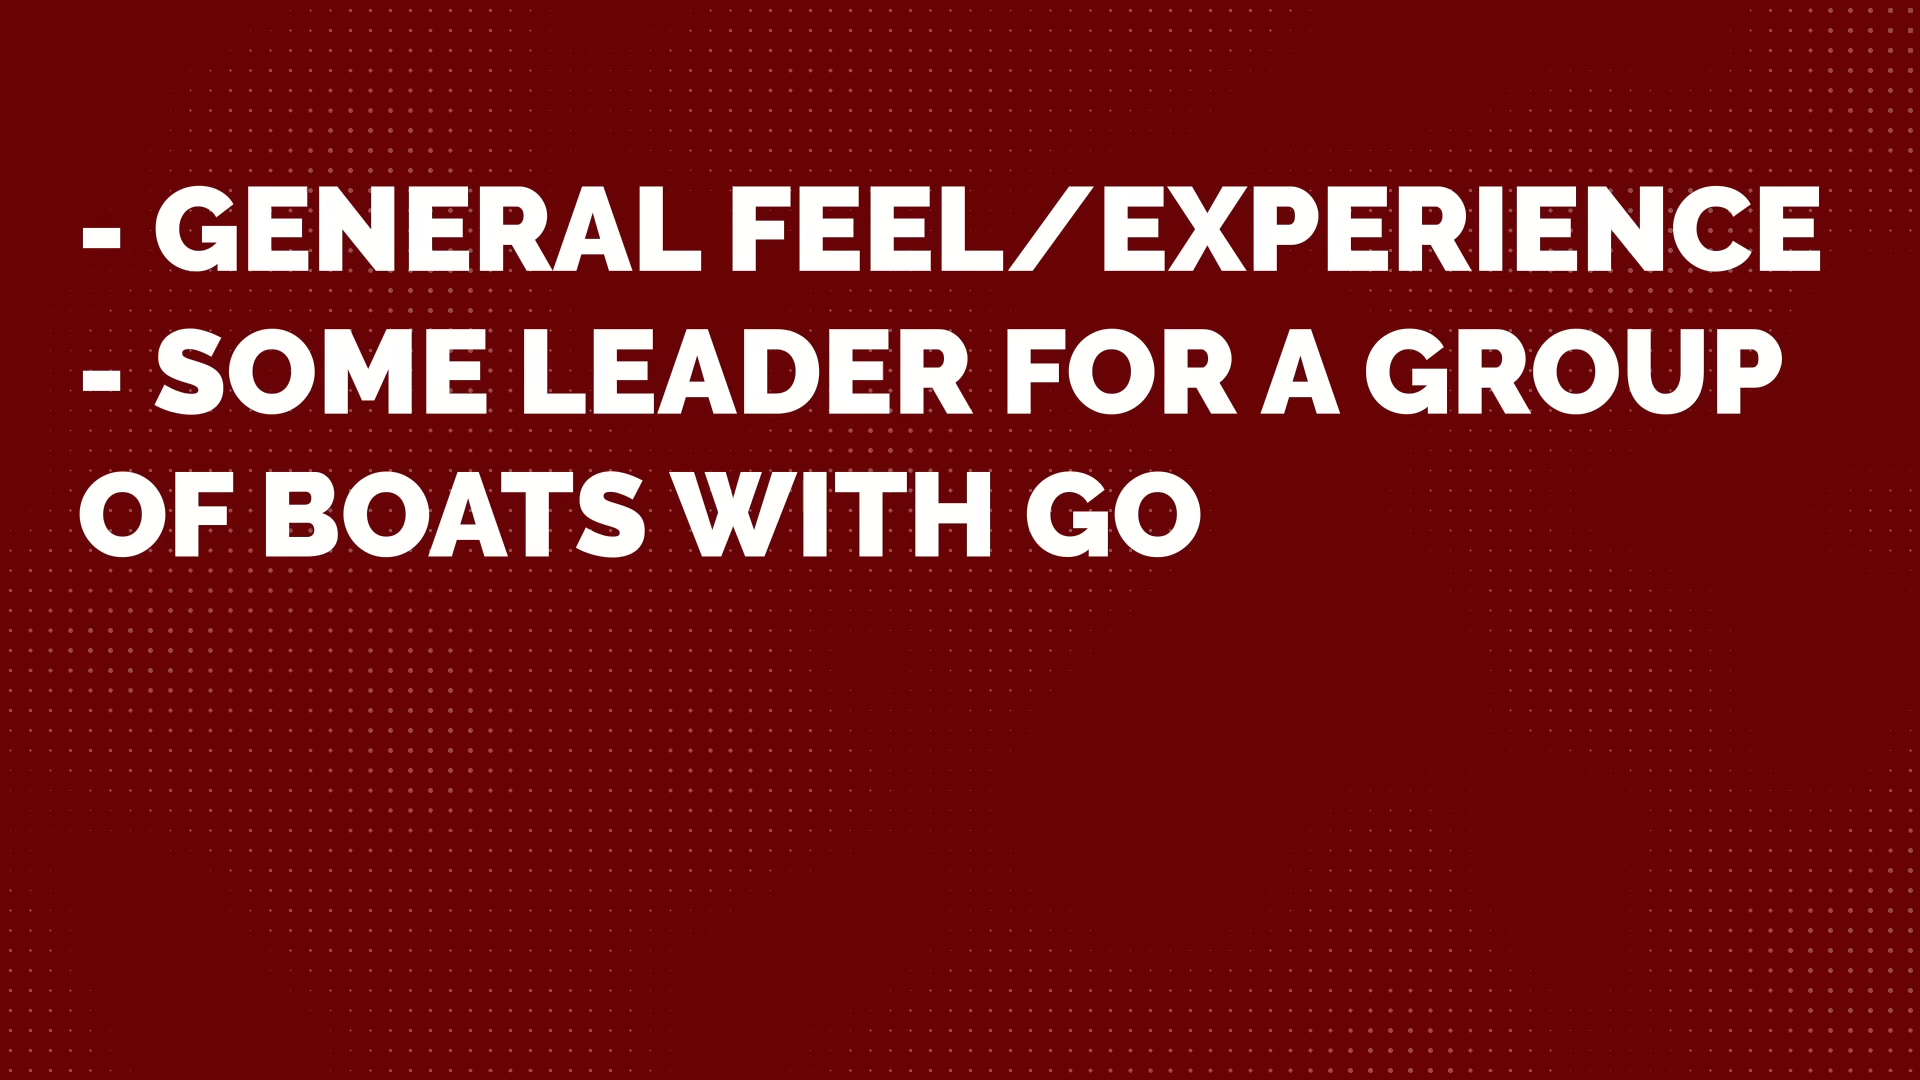 - GENERAL FEEL/EXPERIENCE
- SOME LEADER FOR A GROUP
OF BOATS WITH GO